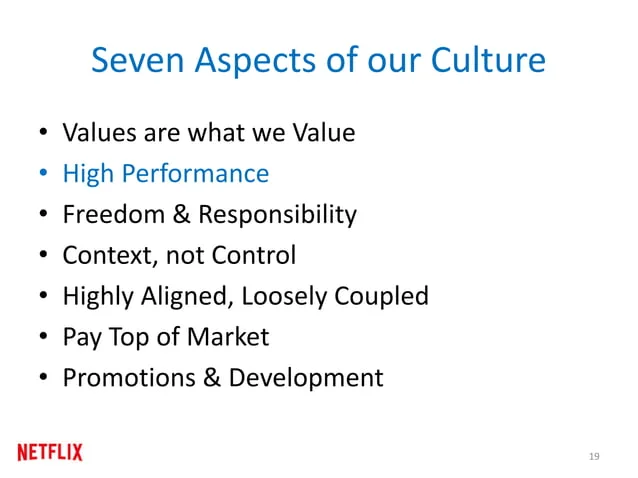 Seven Aspects of our Culture
• Values are what we Value
• High Performance
• Freedom & Responsibility
• Context, not Control
• Highly Aligned, Loosely Coupled
• Pay Top of Market
• Promotions & Development
NETFLIX
19